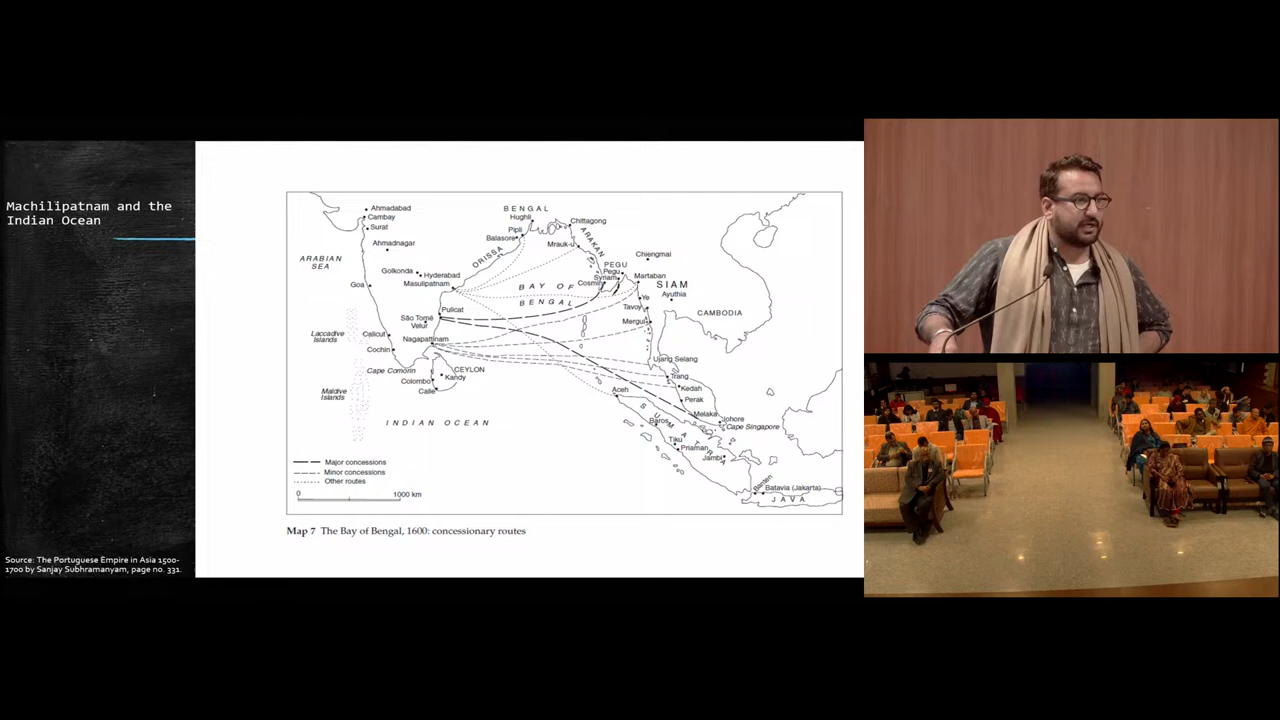 Machilipatnam and the
Indian Ocean
Source: The Portuguese Empire in Asia 1500-
1700 by Sanjay Subhramanyam, page no. 331.
BENGAL
Ahmadabad
Cambay
Surat
Ahmadnagar
ARABIAN
SEA
Golkonda
Hyderabad
Masulipatnam
Goa
Hughli
Pipli
Balasore
ORISSA
Chittagong
Mrauk-u
ARAKAN
PEGU
Pegu
Syriam
Cosmin
Martaban
Chiengmai
SIAM
Ayuthia
Ye
Tavoy
Mergui
CAMBODIA
BAY OF
BENGAL
Pulicat
São Tomé
Velur
Nagapattinam
Laccadive
Islands
Calicut
Cochin
Cape Comorin
CEYLON
Kandy
Colombo
Galle
Maldive
Islands
Ujang Selang
Trang
Kedah
Perak
Aceh
Melaka
Johore
Cape Singapore
SUMATRA
Baros
Tiku
Priaman
Jambi
Banten
Batavia (Jakarta)
JAVA
INDIAN OCEAN
Major concessions
Minor concessions
Other routes
0
1000 km
Map 7 The Bay of Bengal, 1600: concessionary routes